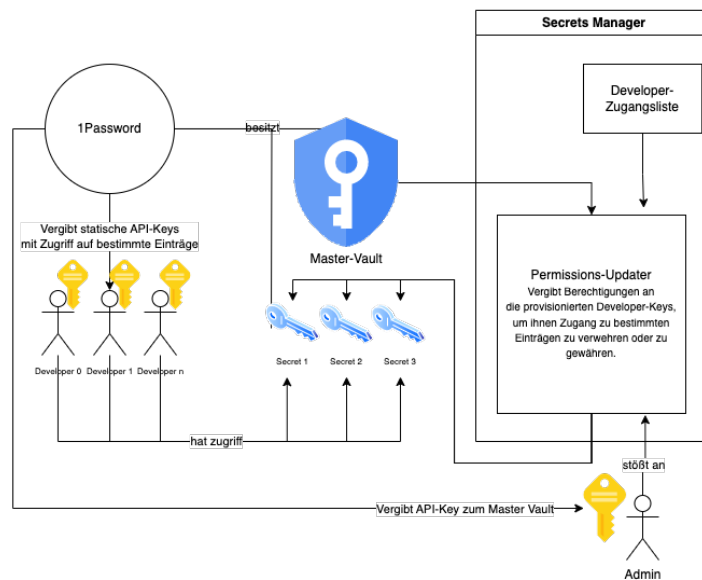 Secrets Manager
Developer-
Zugangsliste
1Password
besitzt
Vergibt statische API-Keys
mit Zugriff auf bestimmte Einträge
Master-Vault
Permissions-Updater
Vergibt Berechtigungen an
die provisionierten Developer-Keys,
um ihnen Zugang zu bestimmten
Einträgen zu verwehren oder zu
gewähren.
Developer 0
Developer 1
Developer n
Secret 1
Secret 2
Secret 3
hat zugriff
stößt an
Vergibt API-Key zum Master Vault
Admin